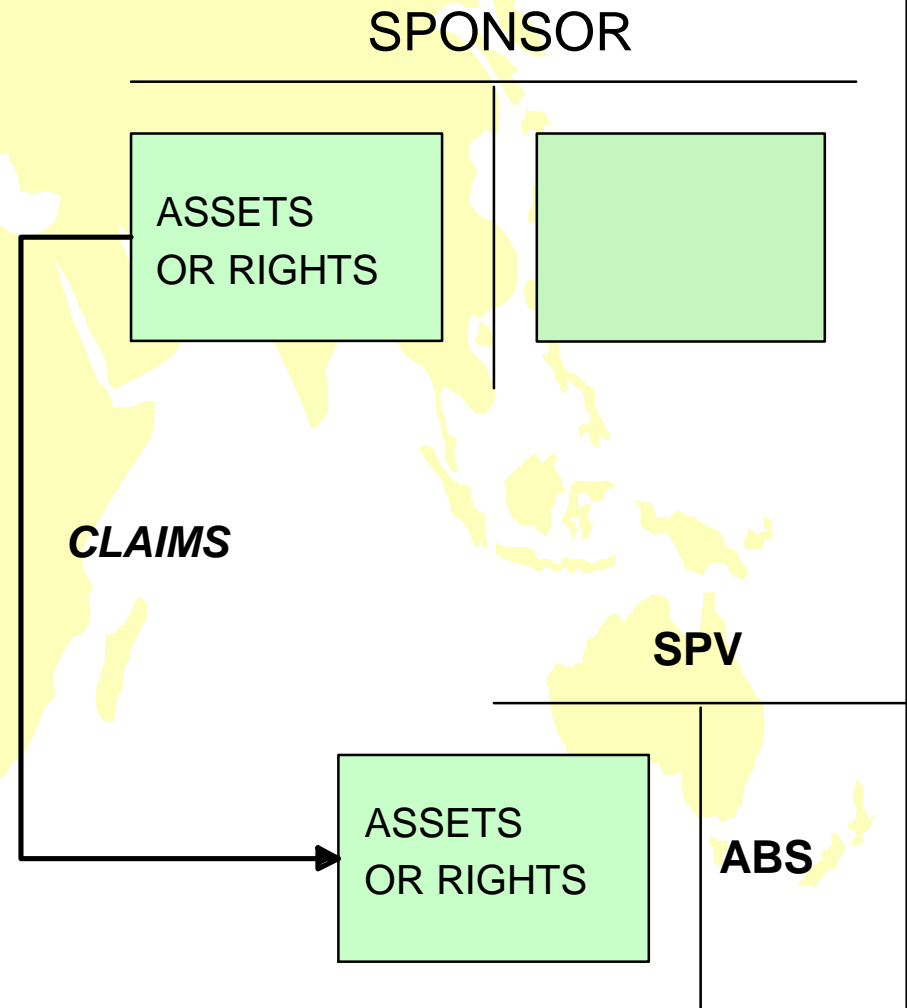 SPONSOR
ASSETS
OR RIGHTS
CLAIMS
SPV
ASSETS
OR RIGHTS
ABS